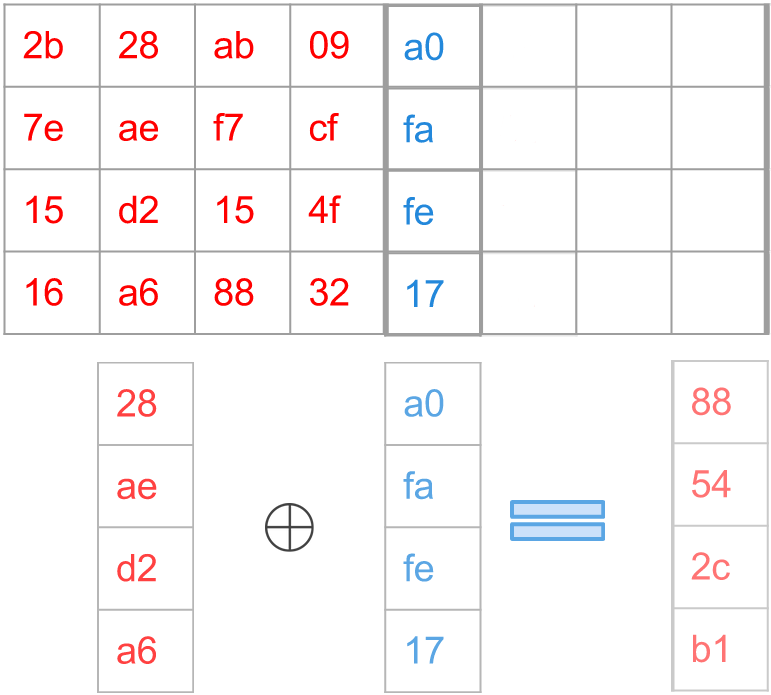 2b 28 ab 09 a0
7e ae f7 cf fa
15 d2 15 4f fe
16 a6 88 32 17
28 a0 88
ae fa 54
d2 fe 2c
a6 17 b1